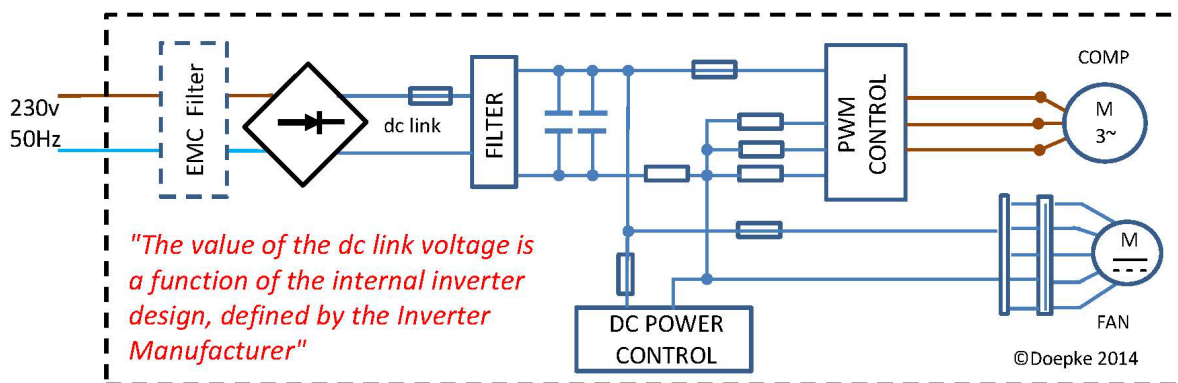 230v
50Hz
EMC Filter
dc link
FILTER
PWM
CONTROL
COMP
M
3~
"The value of the dc link voltage is
a function of the internal inverter
design, defined by the Inverter
Manufacturer"
DC POWER
CONTROL
M
FAN
©Doepke 2014